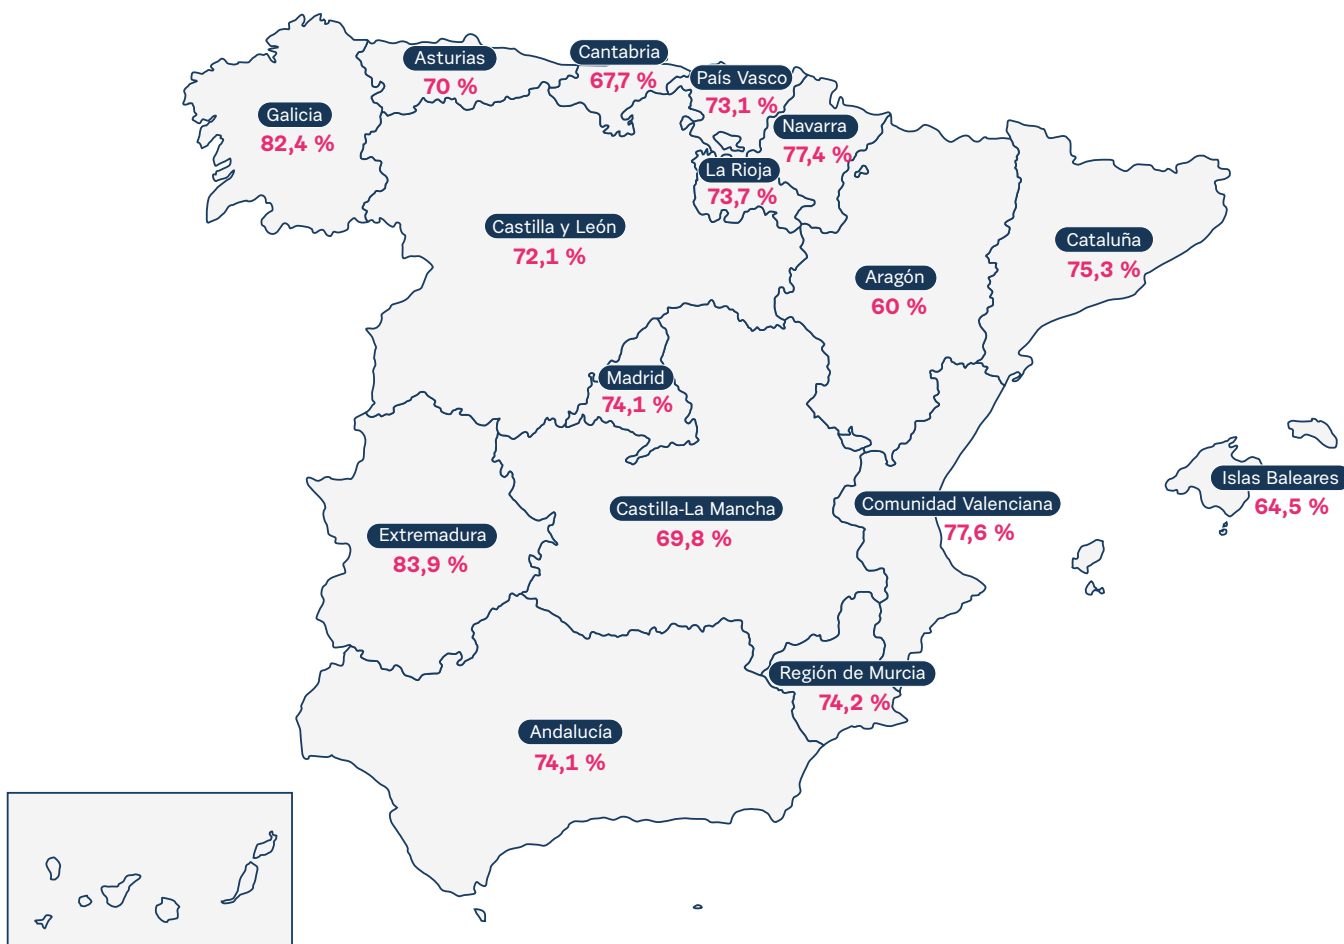 Cantabria
67,7 %
Asturias
70 %
País Vasco
73,1 %
Galicia
82,4 %
Navarra
77,4 %
La Rioja
73,7 %
Castilla y León
72,1 %
Cataluña
75,3 %
Aragón
60 %
Madrid
74,1 %
Islas Baleares
64,5 %
Comunidad Valenciana
77,6 %
Castilla-La Mancha
69,8 %
Extremadura
83,9 %
Región de Murcia
74,2 %
Andalucía
74,1 %